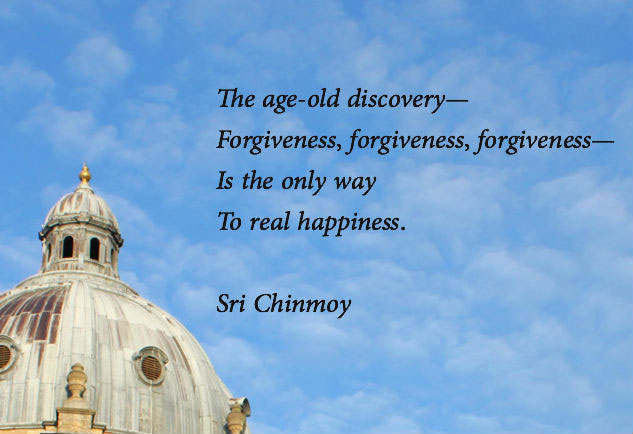 The age-old discovery—
Forgiveness, forgiveness, forgiveness—
Is the only way
To real happiness.
Sri Chinmoy